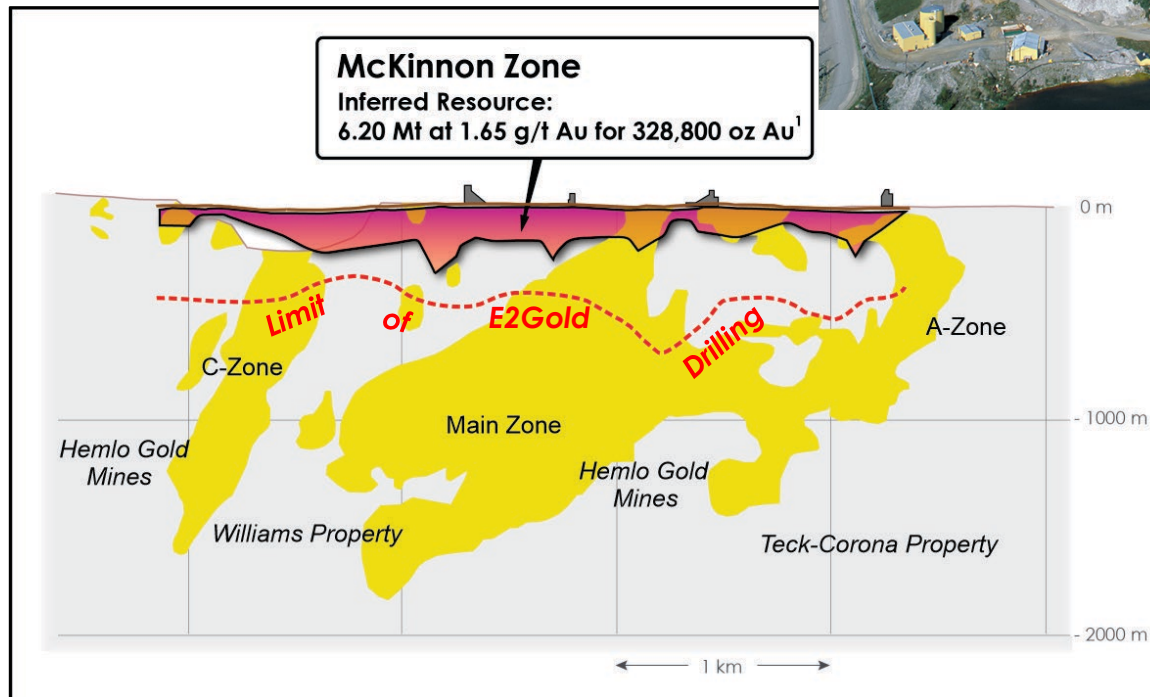 McKinnon Zone
Inferred Resource:
6.20 Mt at 1.65 g/t Au for 328,800 oz Au¹
0 m
Limit of E2Gold Drilling
A-Zone
C-Zone
Main Zone
- 1000 m
Hemlo Gold
Mines
Hemlo Gold
Mines
Williams Property
Teck-Corona Property
- 2000 m
1 km